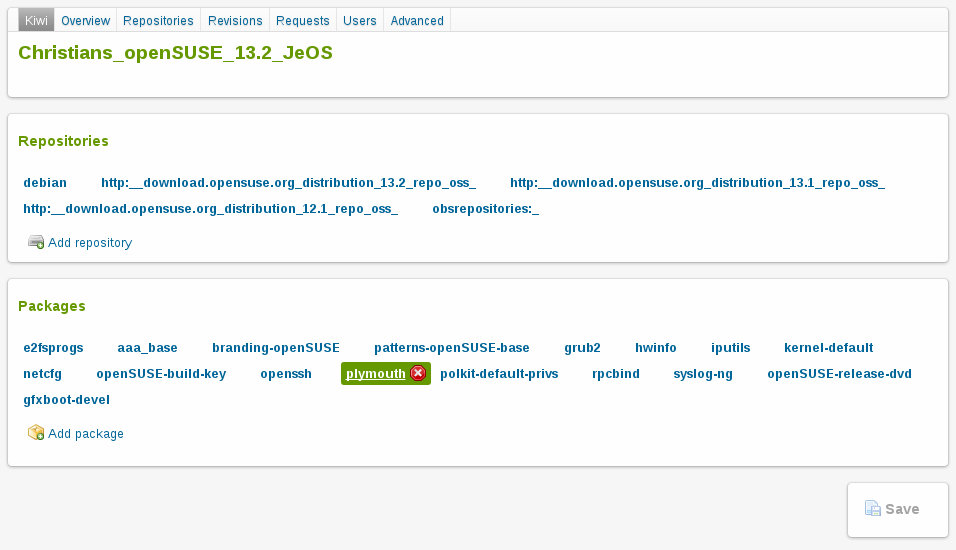 Kiwi Overview Repositories Revisions Requests Users Advanced
Christians_openSUSE_13.2_JeOS
Repositories
debian http:__download.opensuse.org_distribution_13.2_repo_oss_ http:__download.opensuse.org_distribution_13.1_repo_oss_
http:__download.opensuse.org_distribution_12.1_repo_oss_ obsrepositories:_
Add repository
Packages
e2fsprogs aaa_base branding-openSUSE patterns-openSUSE-base grub2 hwinfo iputils kernel-default
netcfg openSUSE-build-key openssh plymouth polkit-default-privs rpcbind syslog-ng openSUSE-release-dvd
gfxboot-devel
Add package
Save